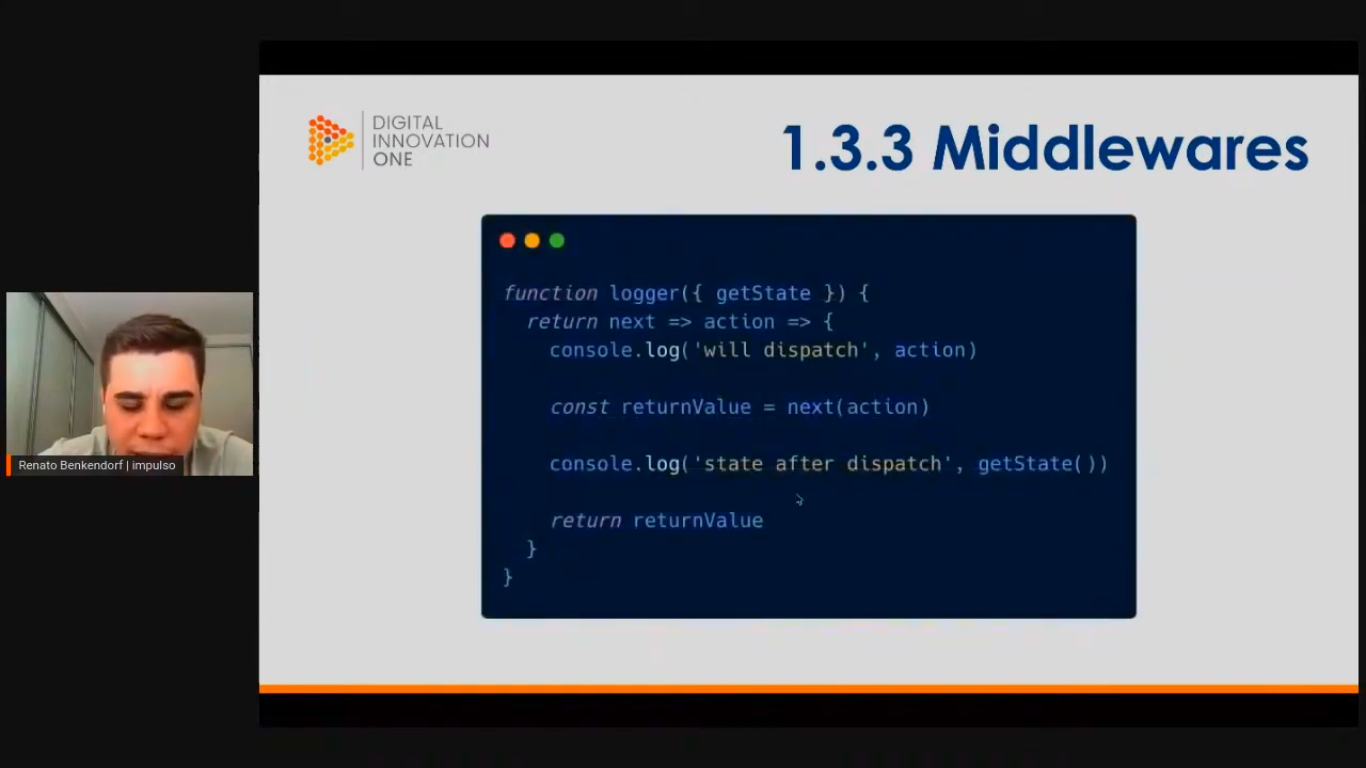 DIGITAL
INNOVATION
ONE
1.3.3 Middlewares
function logger({ getState }) {
return next => action => {
console.log('will dispatch', action)
const returnValue = next(action)
console.log('state after dispatch', getState())
return returnValue
}
}
Renato Benkendorf | impulso